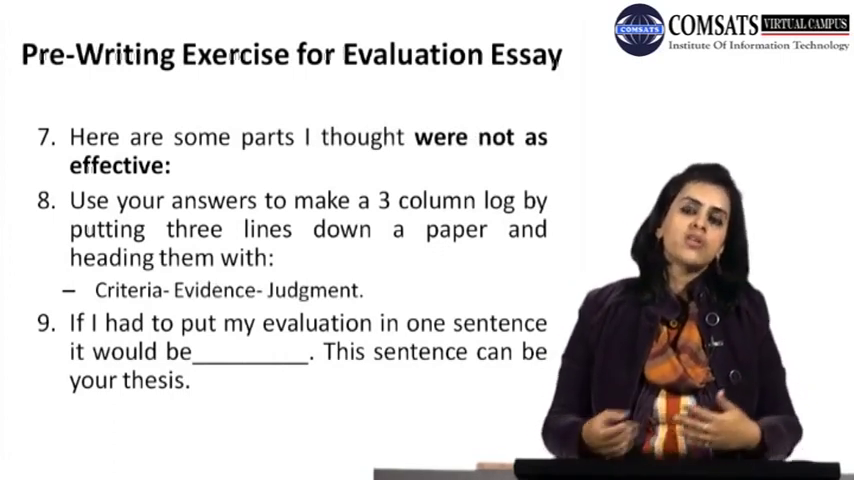 COMSATS VIRTUAL CAMPUS
Institute Of Information Technology
COMSATS
Pre-Writing Exercise for Evaluation Essay
7. Here are some parts I thought were not as
effective:
8. Use your answers to make a 3 column log by
putting three lines down a paper and
heading them with:
– Criteria- Evidence- Judgment.
9. If I had to put my evaluation in one sentence
it would be__________. This sentence can be
your thesis.